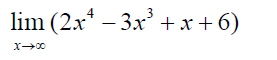 lim (2x⁴ − 3x³ + x + 6)
x→∞